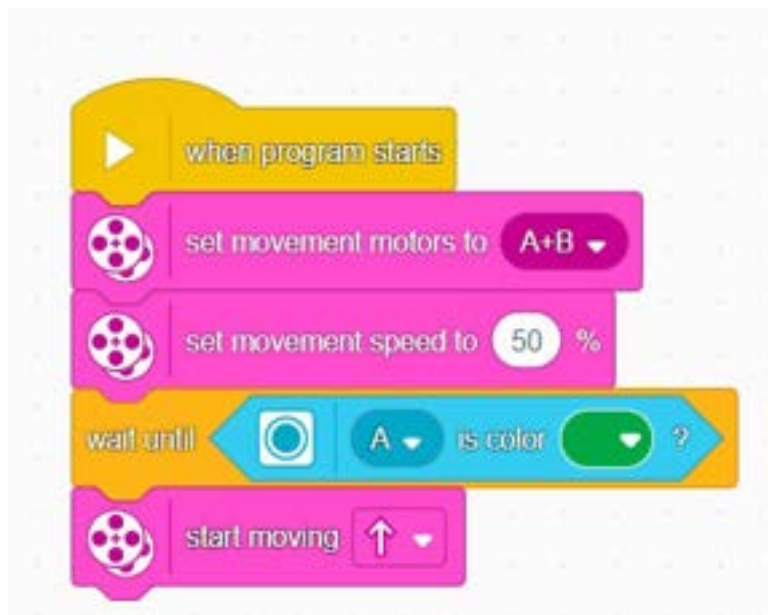 when program starts
set movement motors to A+B
set movement speed to 50 %
wait until A is color ?
start moving